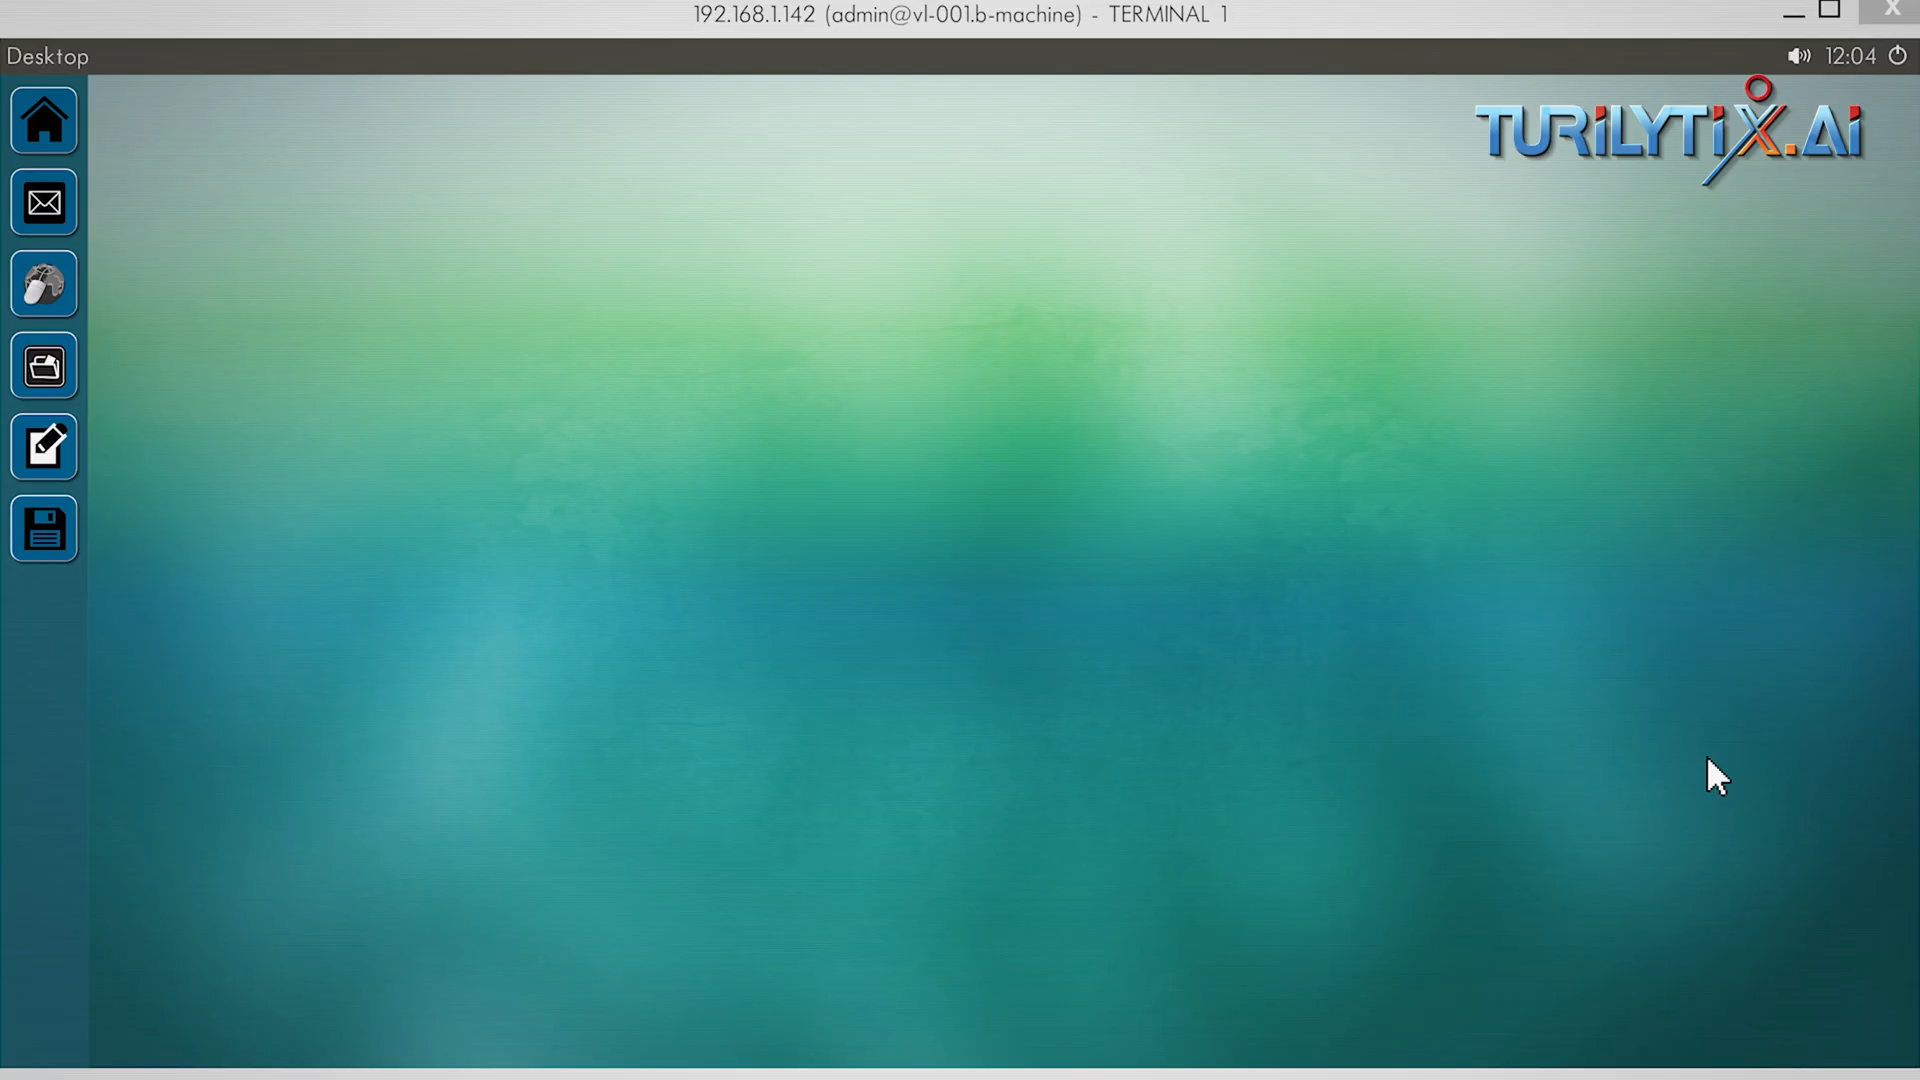 192.168.1.142 (admin@vl-001.b-machine) - TERMINAL 1
X
Desktop
12:04
TURiLYTiX.Ai